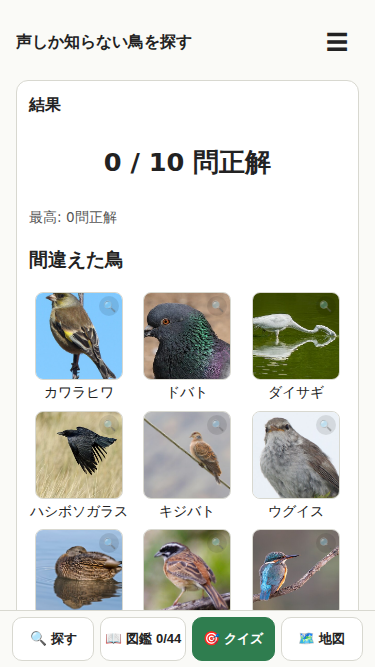 声しか知らない鳥を探す
結果
0 / 10 問正解
最高: 0問正解
間違えた鳥
カワラヒワ
ドバト
ダイサギ
ハシボソガラス
キジバト
ウグイス
🔍 探す
📖 図鑑 0/44
🎯 クイズ
🗺️ 地図